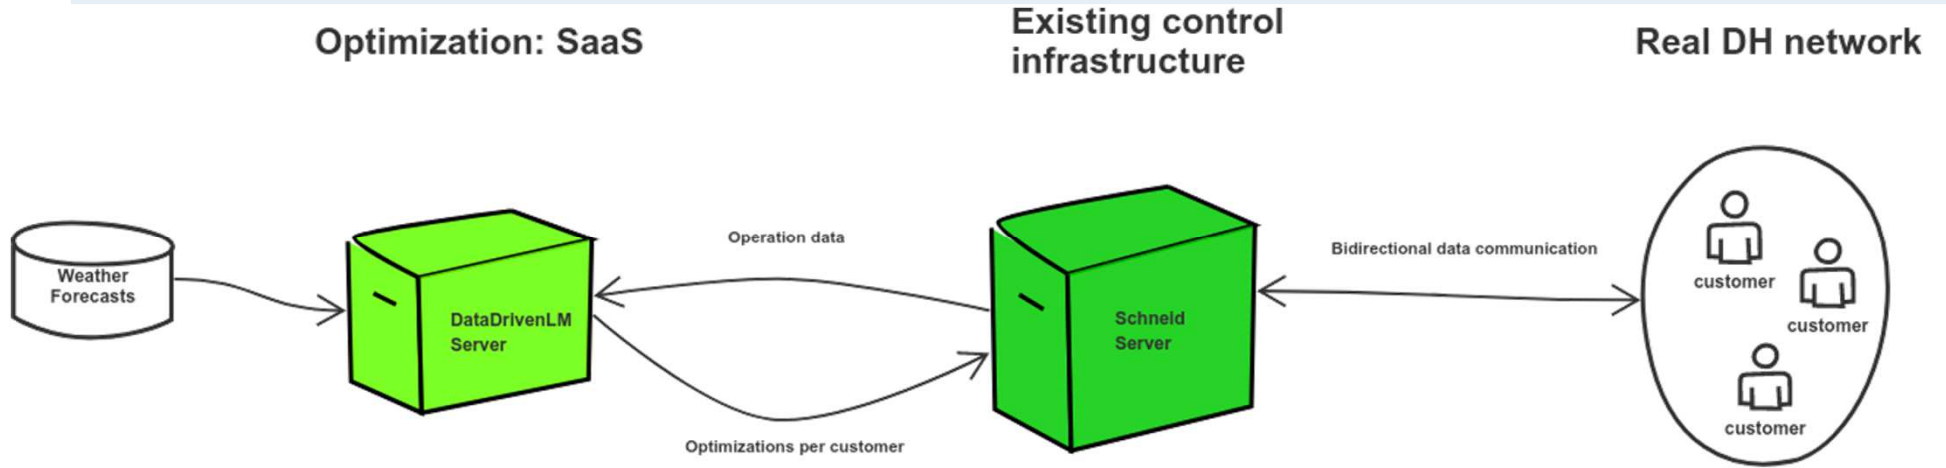 Optimization: SaaS
Existing control
infrastructure
Real DH network
Weather
Forecasts
DataDrivenLM
Server
Operation data
Optimizations per customer
Schneid
Server
Bidirectional data communication
customer
customer
customer